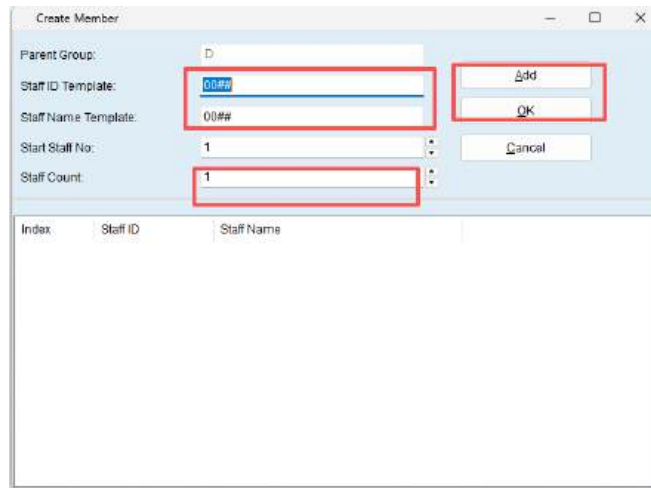 Create Member
Parent Group: D
Add
Staff ID Template: 00##
OK
Staff Name Template: 00##
Start Staff No: 1
Cancel
Staff Count: 1
Index Staff ID Staff Name